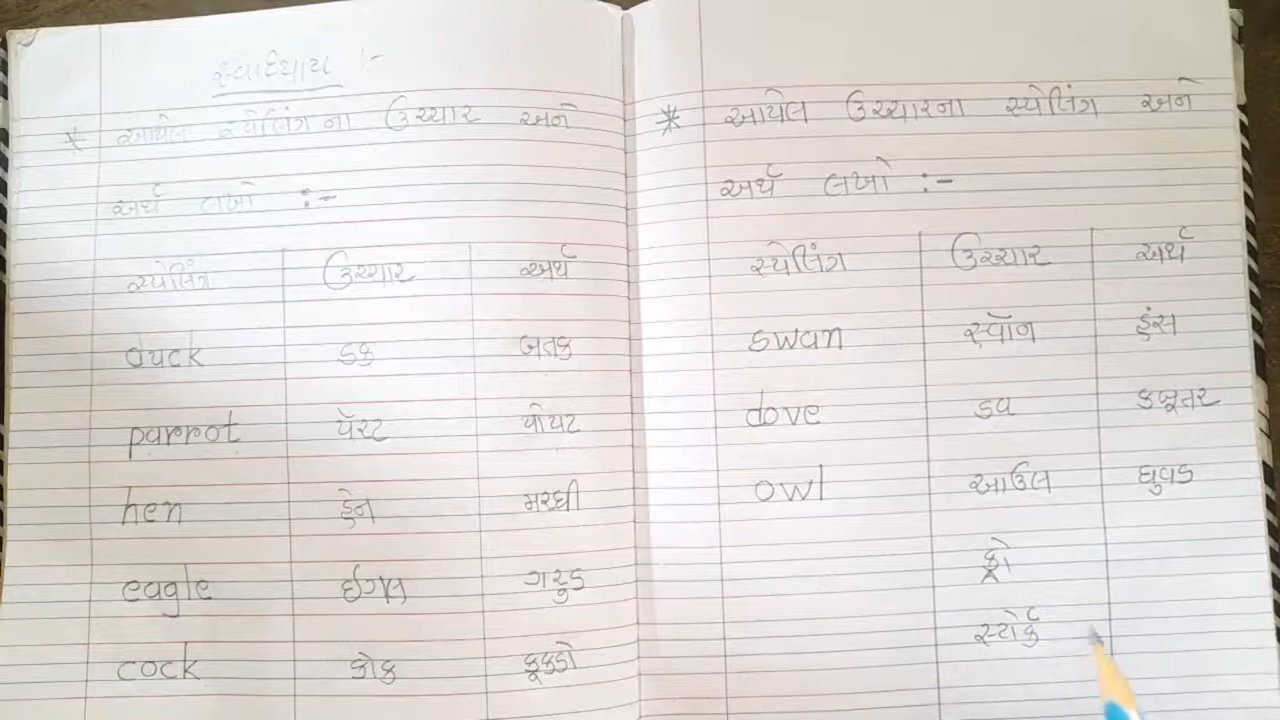 સ્વાધ્યાય :-
* આપેલ સ્પેલિંગ ના ઉચ્ચાર અને
અર્થ લખો :-
સ્પેલિંગ ઉચ્ચાર અર્થ
duck ડક બતક
parrot પૅરટ પોપટ
hen હેન મરઘી
eagle ઈગલ ગરુડ
cock કોક કૂકડો
* આપેલ ઉચ્ચારના સ્પેલિંગ અને
અર્થ લખો :-
સ્પેલિંગ ઉચ્ચાર અર્થ
swan સ્વૉન હંસ
dove ડવ કબૂતર
owl આઉલ ઘુવડ
ક્રો
સ્ટોર્ક